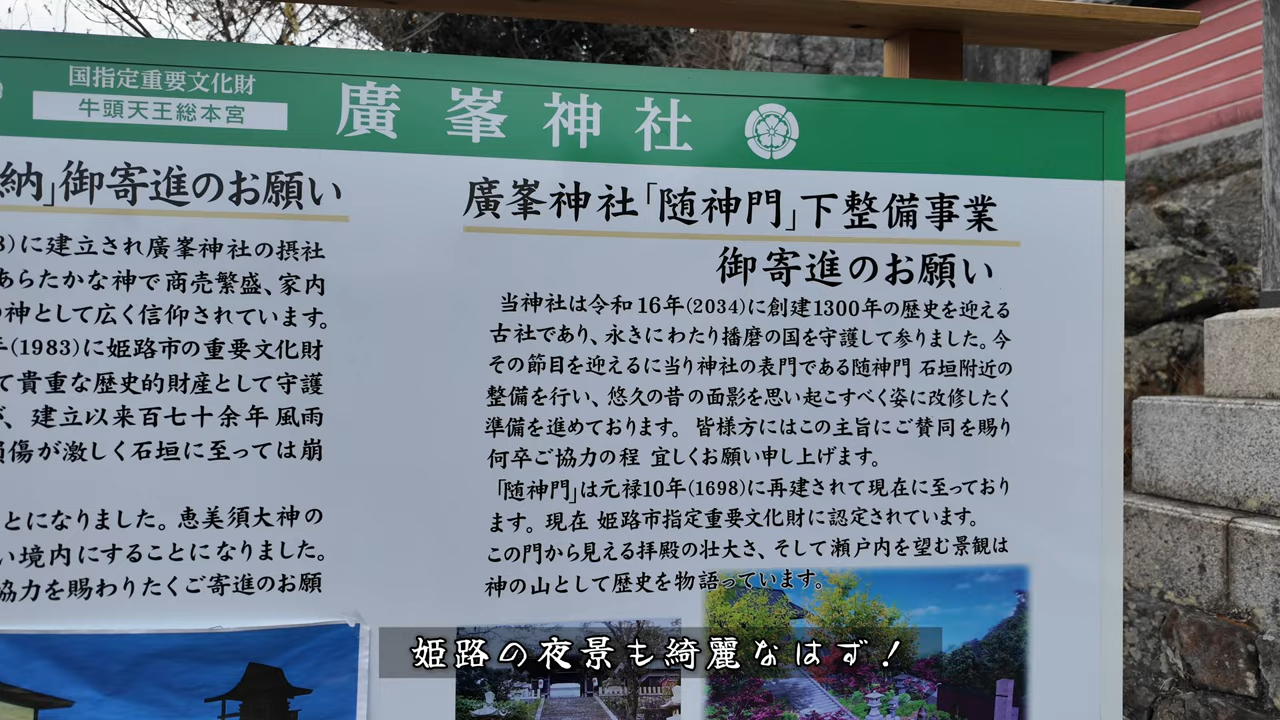 国指定重要文化財
牛頭天王総本宮
廣峯神社
納」御寄進のお願い
)に建立され廣峯神社の摂社
あらたかな神で商売繁盛、家内
神として広く信仰されています。
(1983)に姫路市の重要文化財
て貴重な歴史的財産として守護
、建立以来百七十余年風雨
傷が激しく石垣に至っては崩
とになりました。恵美須大神の
い境内にすることになりました。
協力を賜わりたくご寄進のお願
廣峯神社「随神門」下整備事業
御寄進のお願い
当神社は令和16年(2034)に創建1300年の歴史を迎える
古社であり、永きにわたり播磨の国を守護して参りました。今
その節目を迎えるに当り神社の表門である随神門 石垣附近の
整備を行い、悠久の昔の面影を思い起こすべく姿に改修したく
準備を進めております。皆様方にはこの主旨にご賛同を賜り
何卒ご協力の程 宜しくお願い申し上げます。
「随神門」は元禄10年(1698)に再建されて現在に至っており
ます。現在 姫路市指定重要文化財に認定されています。
この門から見える拝殿の壮大さ、そして瀬戸内を望む景観は
神の山として歴史を物語っています。
姫路の夜景も綺麗なはず!